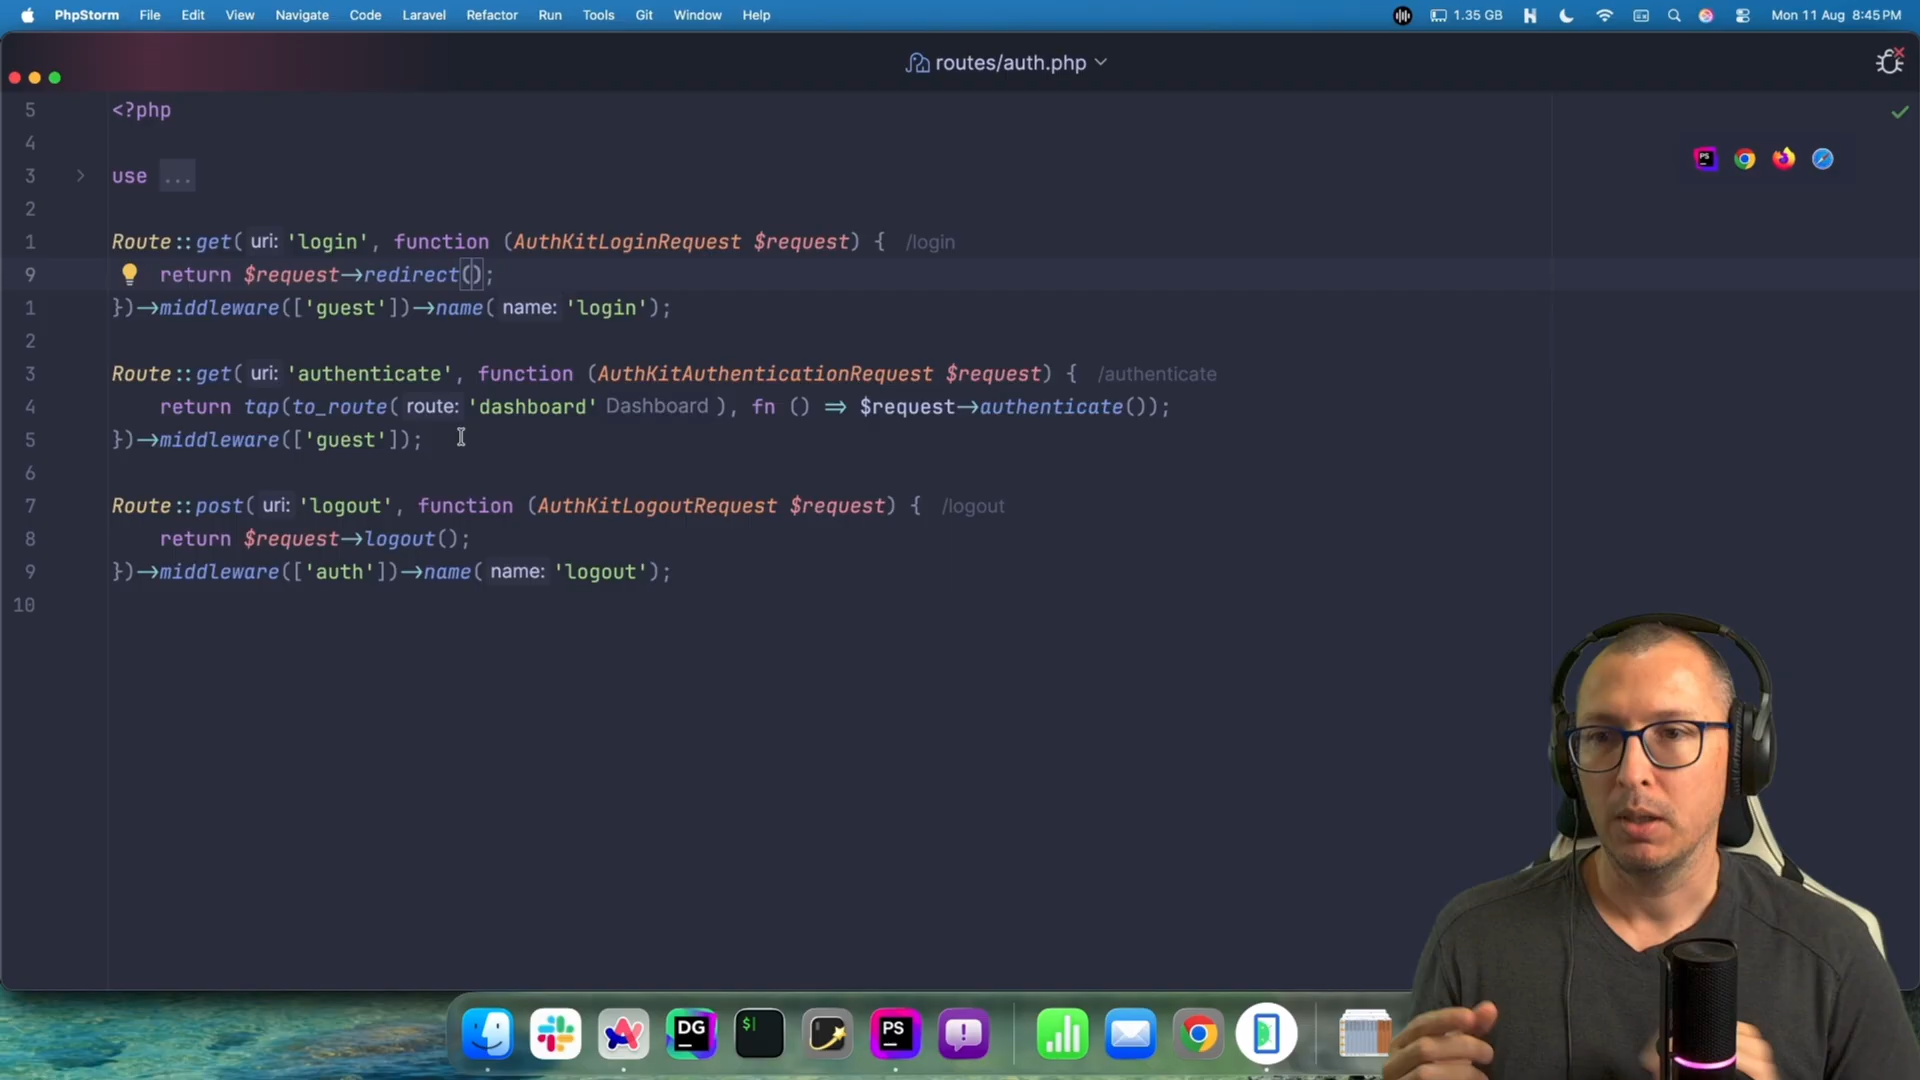 PhpStorm File Edit View Navigate Code Laravel Refactor Run Tools Git Window Help 1.35 GB Mon 11 Aug 8:45 PM
routes/auth.php
5 <?php
4
3 use ...
2
1 Route::get( uri: 'login', function (AuthKitLoginRequest $request) { /login
9 return $request->redirect();
1 })->middleware(['guest'])->name( name: 'login');
2
3 Route::get( uri: 'authenticate', function (AuthKitAuthenticationRequest $request) { /authenticate
4 return tap(to_route( route: 'dashboard' Dashboard ), fn () => $request->authenticate());
5 })->middleware(['guest']);
6
7 Route::post( uri: 'logout', function (AuthKitLogoutRequest $request) { /logout
8 return $request->logout();
9 })->middleware(['auth'])->name( name: 'logout');
10
PS
DG $ PS !